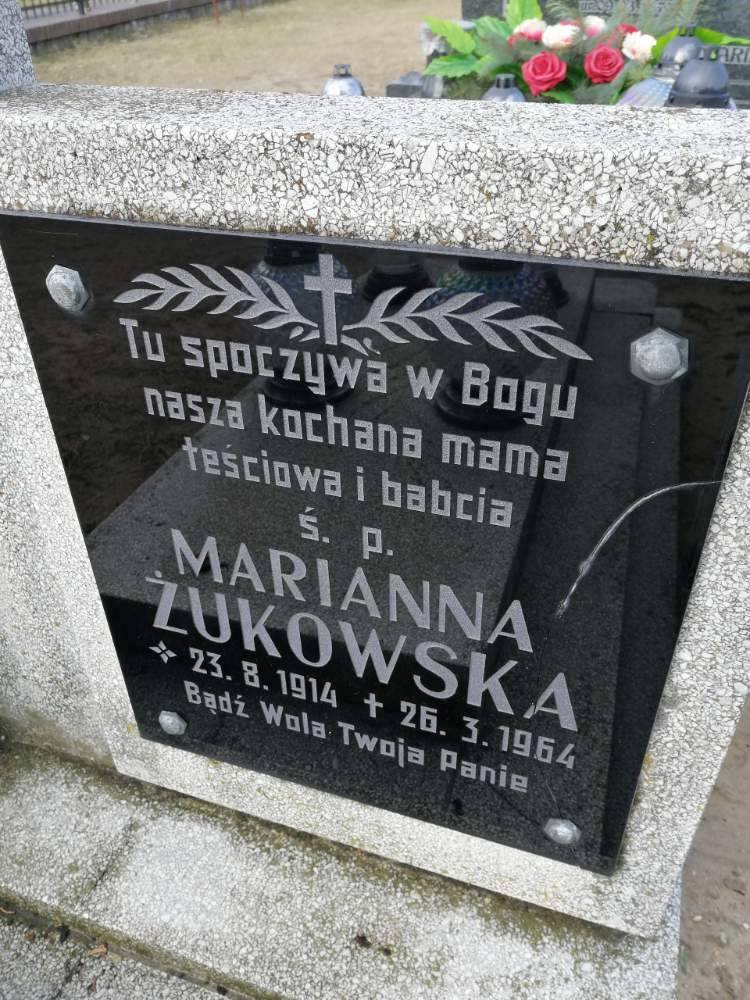 Tu spoczywa w Bogu
nasza kochana mama
teściowa i babcia
ś. p.
MARIANNA
ŻUKOWSKA
23. 8. 1914 ✝ 26. 3. 1964
Bądź Wola Twoja Panie